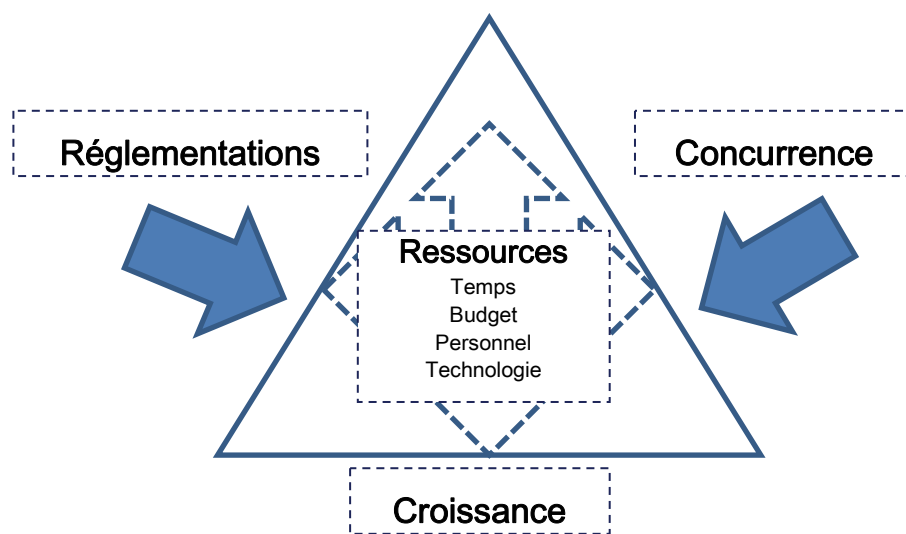 Réglementations
Concurrence
Ressources
Temps
Budget
Personnel
Technologie
Croissance